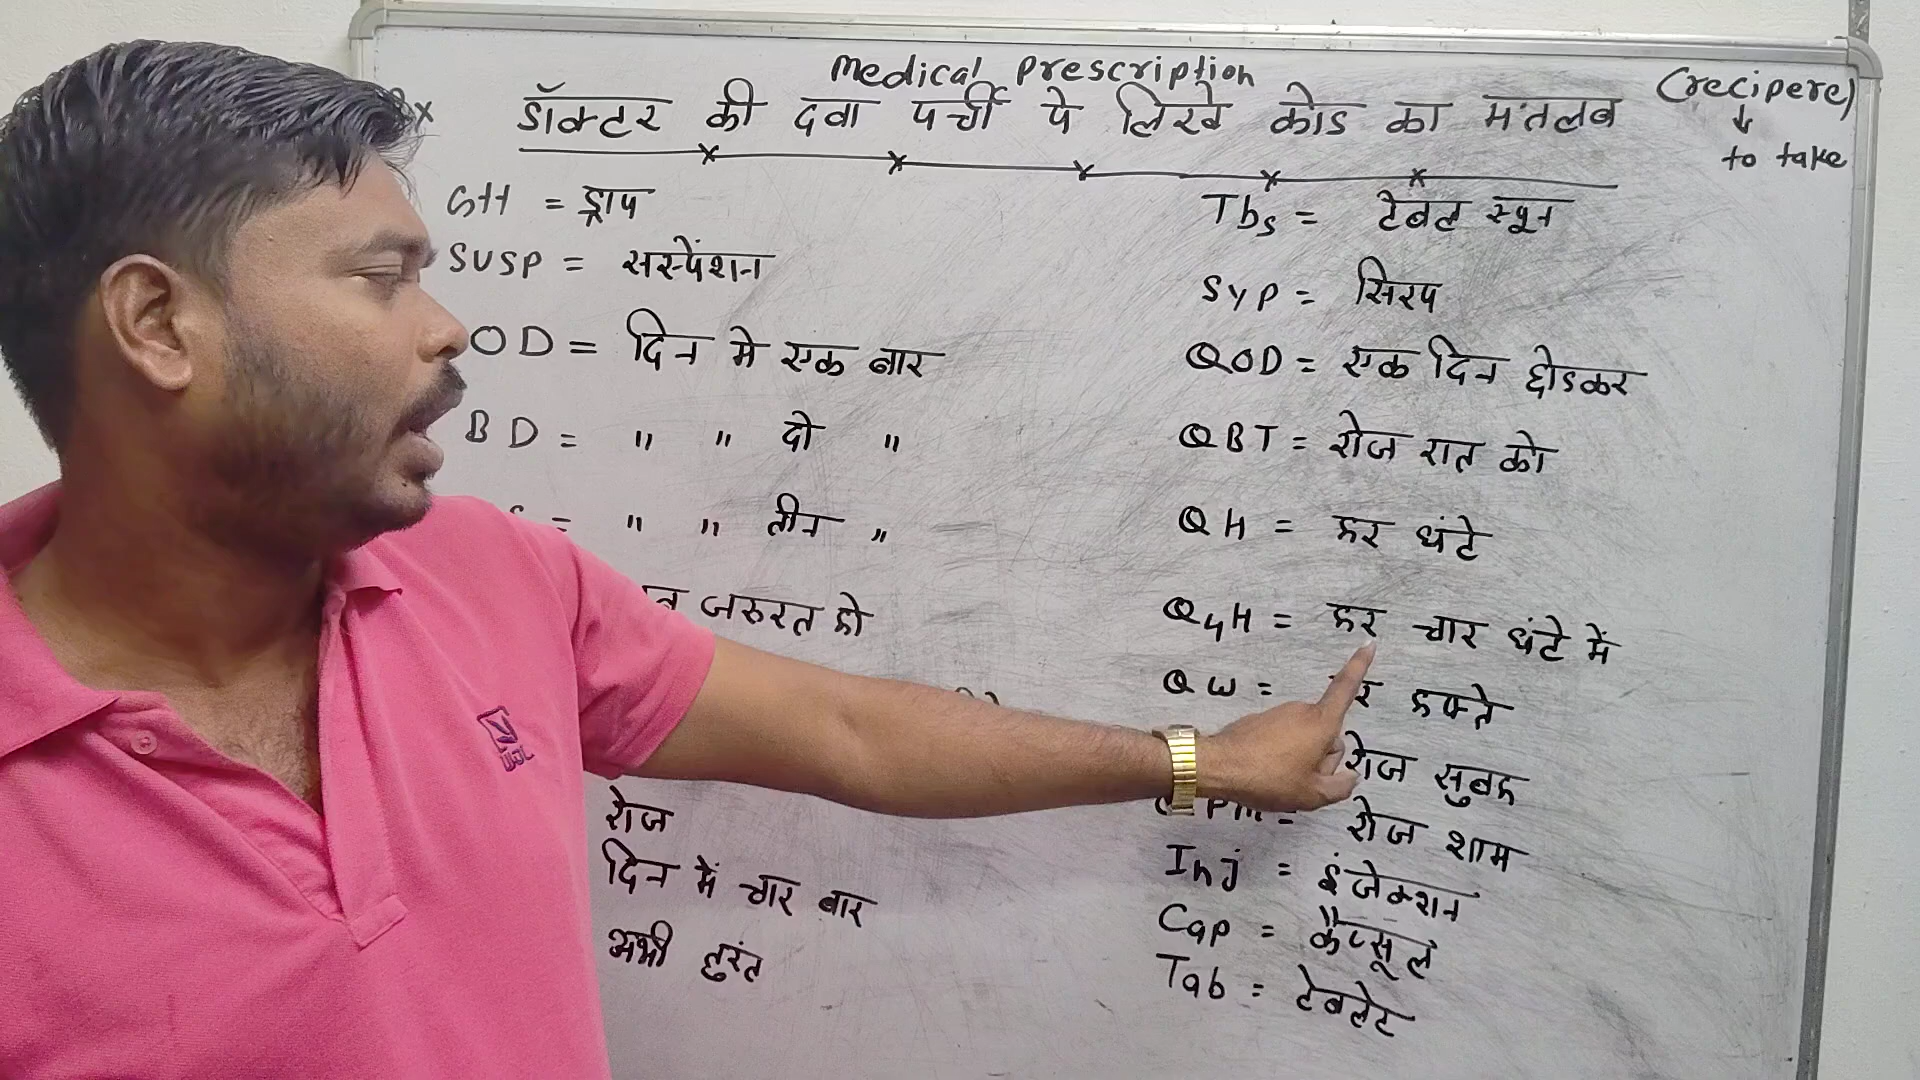 Medical Prescription
डॉक्टर की दवा पर्ची पे लिखे कोड का मतलब
(recipere)
↓
to take
Gtt = ड्राप
SUSP = सस्पेंशन
OD = दिन मे एक बार
BD = " " दो "
= " " तीन "
जरुरत हो
रोज
दिन में चार बार
अभी तुरंत
Tbs = टेबल स्पून
SYP = सिरप
QOD = एक दिन छोडकर
QBT = रोज रात को
QH = हर घंटे
Q4H = हर चार घंटे में
QW = हफ्ते
रोज सुबह
रोज शाम
Inj = इंजेक्शन
Cap = कैप्सूल
Tab = टेबलेट